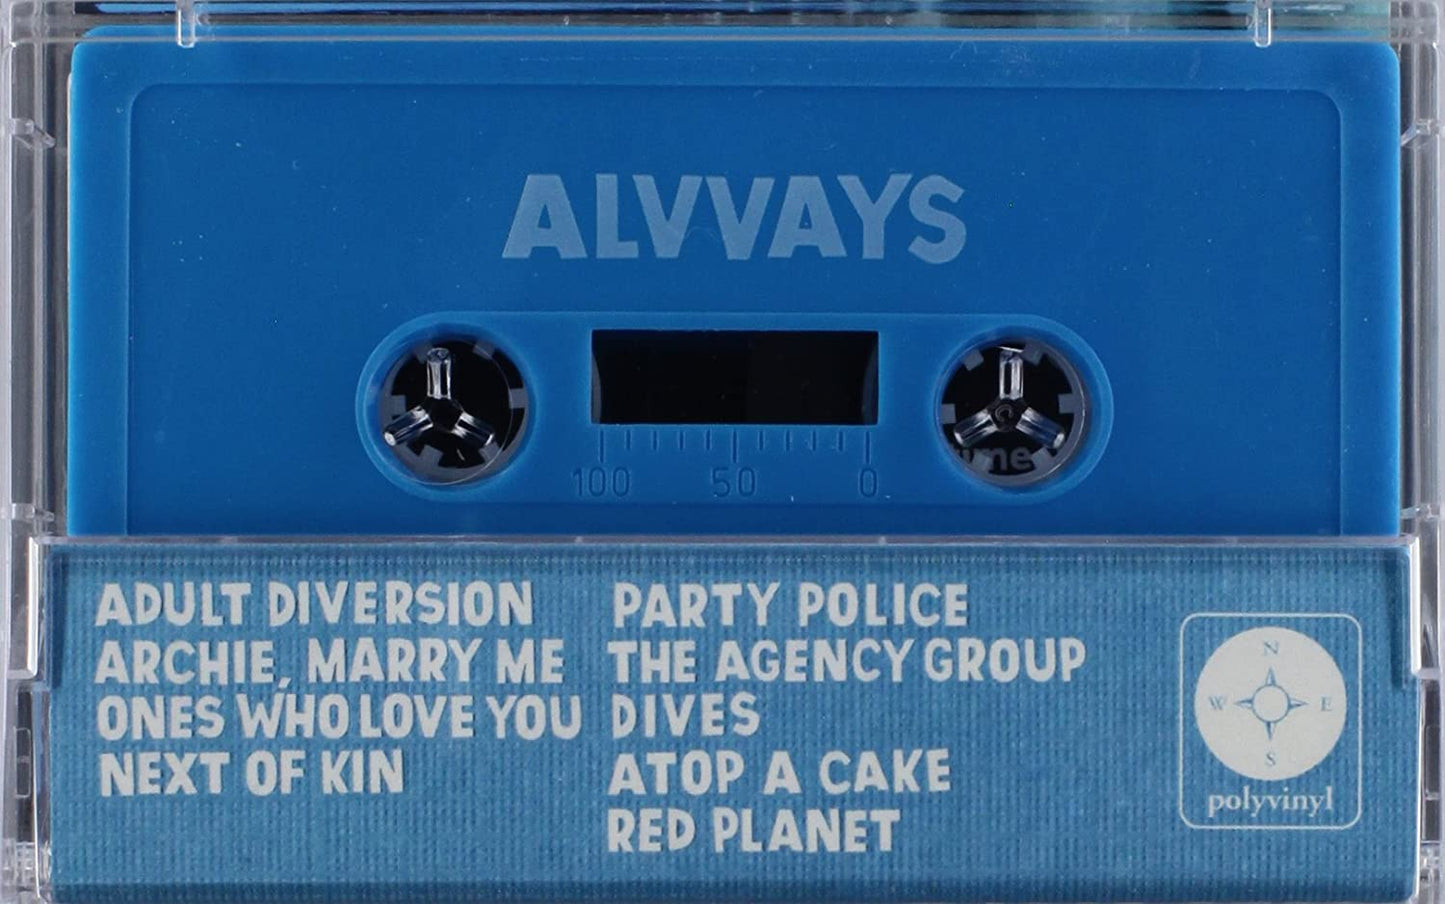 ALVVAYS
100 50 0
ume
ADULT DIVERSION
ARCHIE, MARRY ME
ONES WHO LOVE YOU
NEXT OF KIN
PARTY POLICE
THE AGENCY GROUP
DIVES
ATOP A CAKE
RED PLANET
N
W E
S
polyvinyl